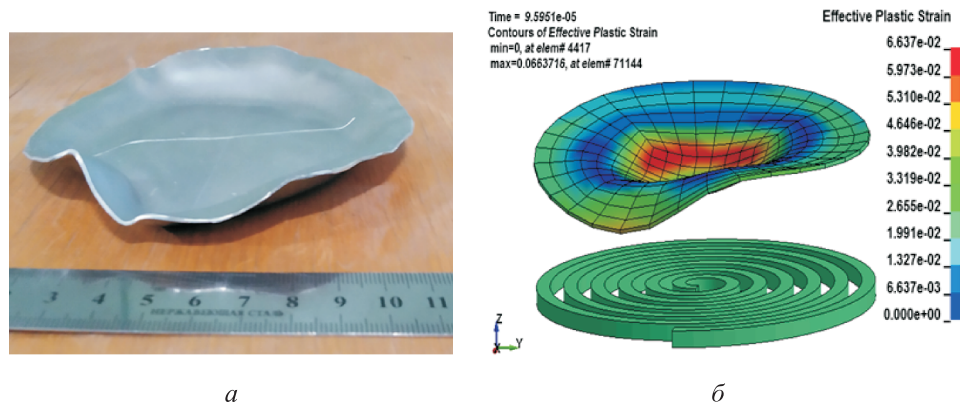 Time = 9.5951e-05
Contours of Effective Plastic Strain
min=0, at elem# 4417
max=0.0663716, at elem# 71144
Effective Plastic Strain
6.637e-02
5.973e-02
5.310e-02
4.646e-02
3.982e-02
3.319e-02
2.655e-02
1.991e-02
1.327e-02
6.637e-03
0.000e+00
3 4 5 6 7 8 9 10 11
НЕРЖАВЕЮЩАЯ СТАЛЬ
Z
X Y
а
б